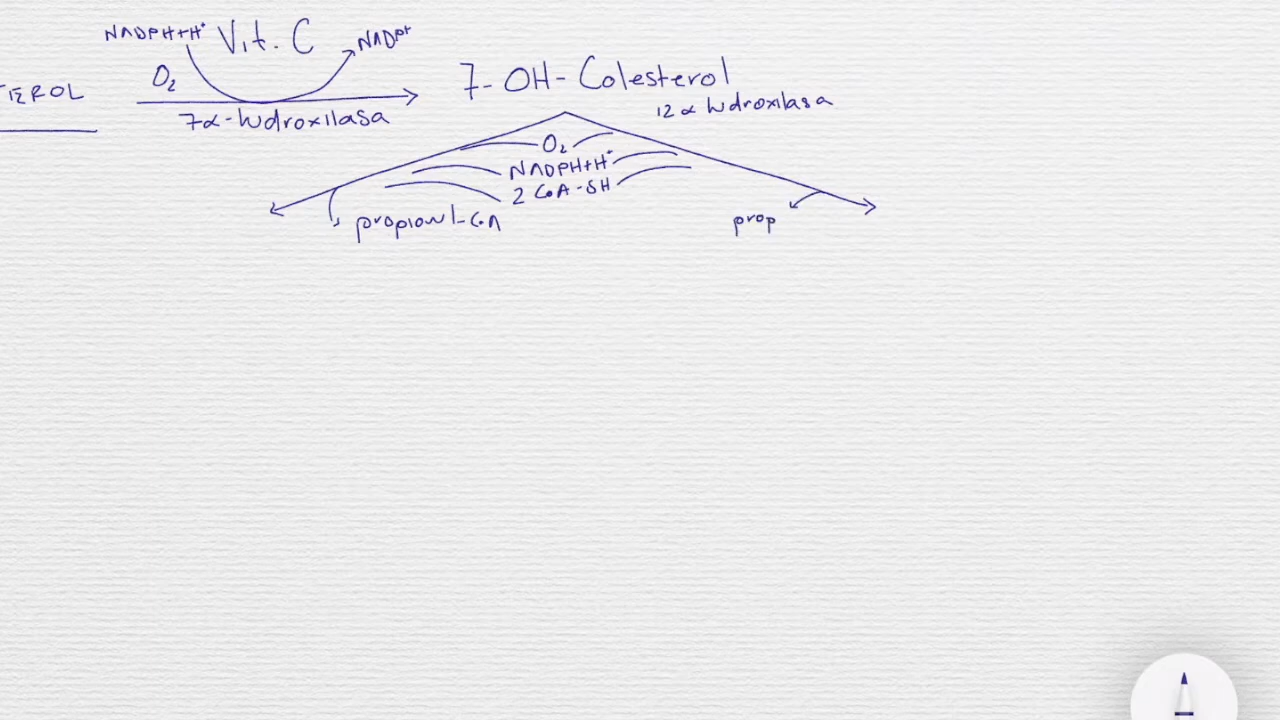 NADPH+H⁺ Vit. C NADP⁺
O₂
TEROL 7-OH-Colesterol
7α-hidroxilasa 12α hidroxilasa
O₂
NADPH+H⁺
2 CoA-SH
propionil-CoA prop